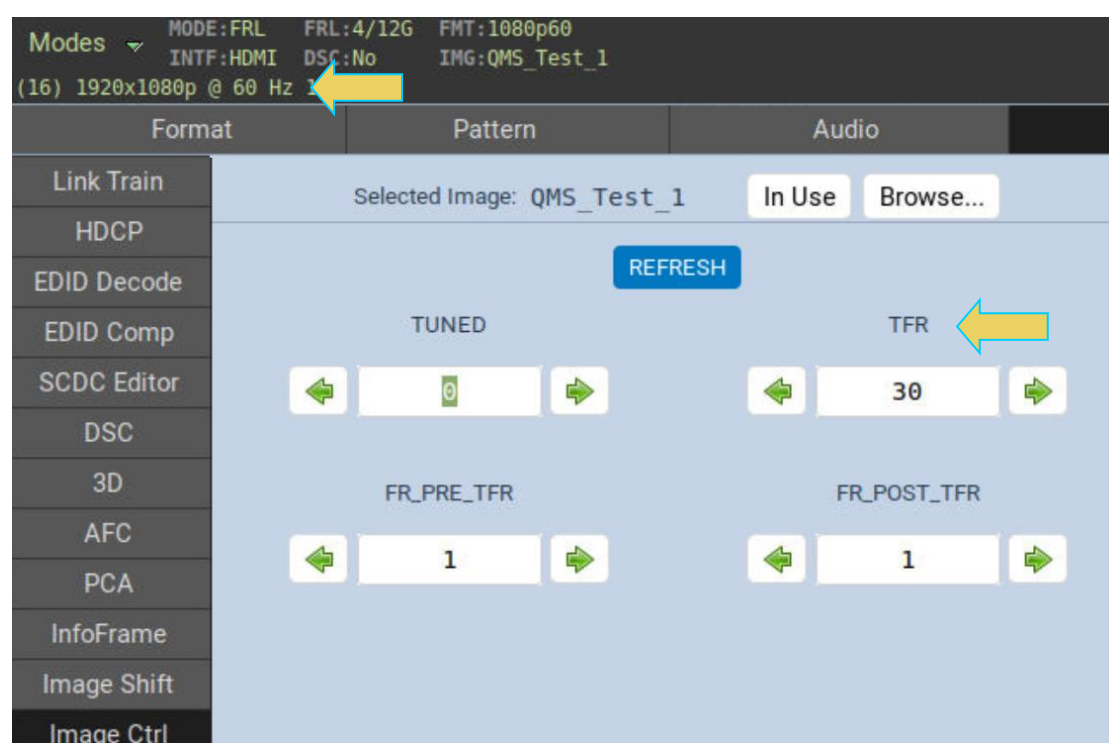 Modes MODE:FRL FRL:4/12G FMT:1080p60
INTF:HDMI DSC:No IMG:QMS_Test_1
(16) 1920x1080p @ 60 Hz
Format Pattern Audio
Link Train
HDCP
EDID Decode
EDID Comp
SCDC Editor
DSC
3D
AFC
PCA
InfoFrame
Image Shift
Image Ctrl
Selected Image: QMS_Test_1 In Use Browse...
REFRESH
TUNED TFR
0 30
FR_PRE_TFR FR_POST_TFR
1 1